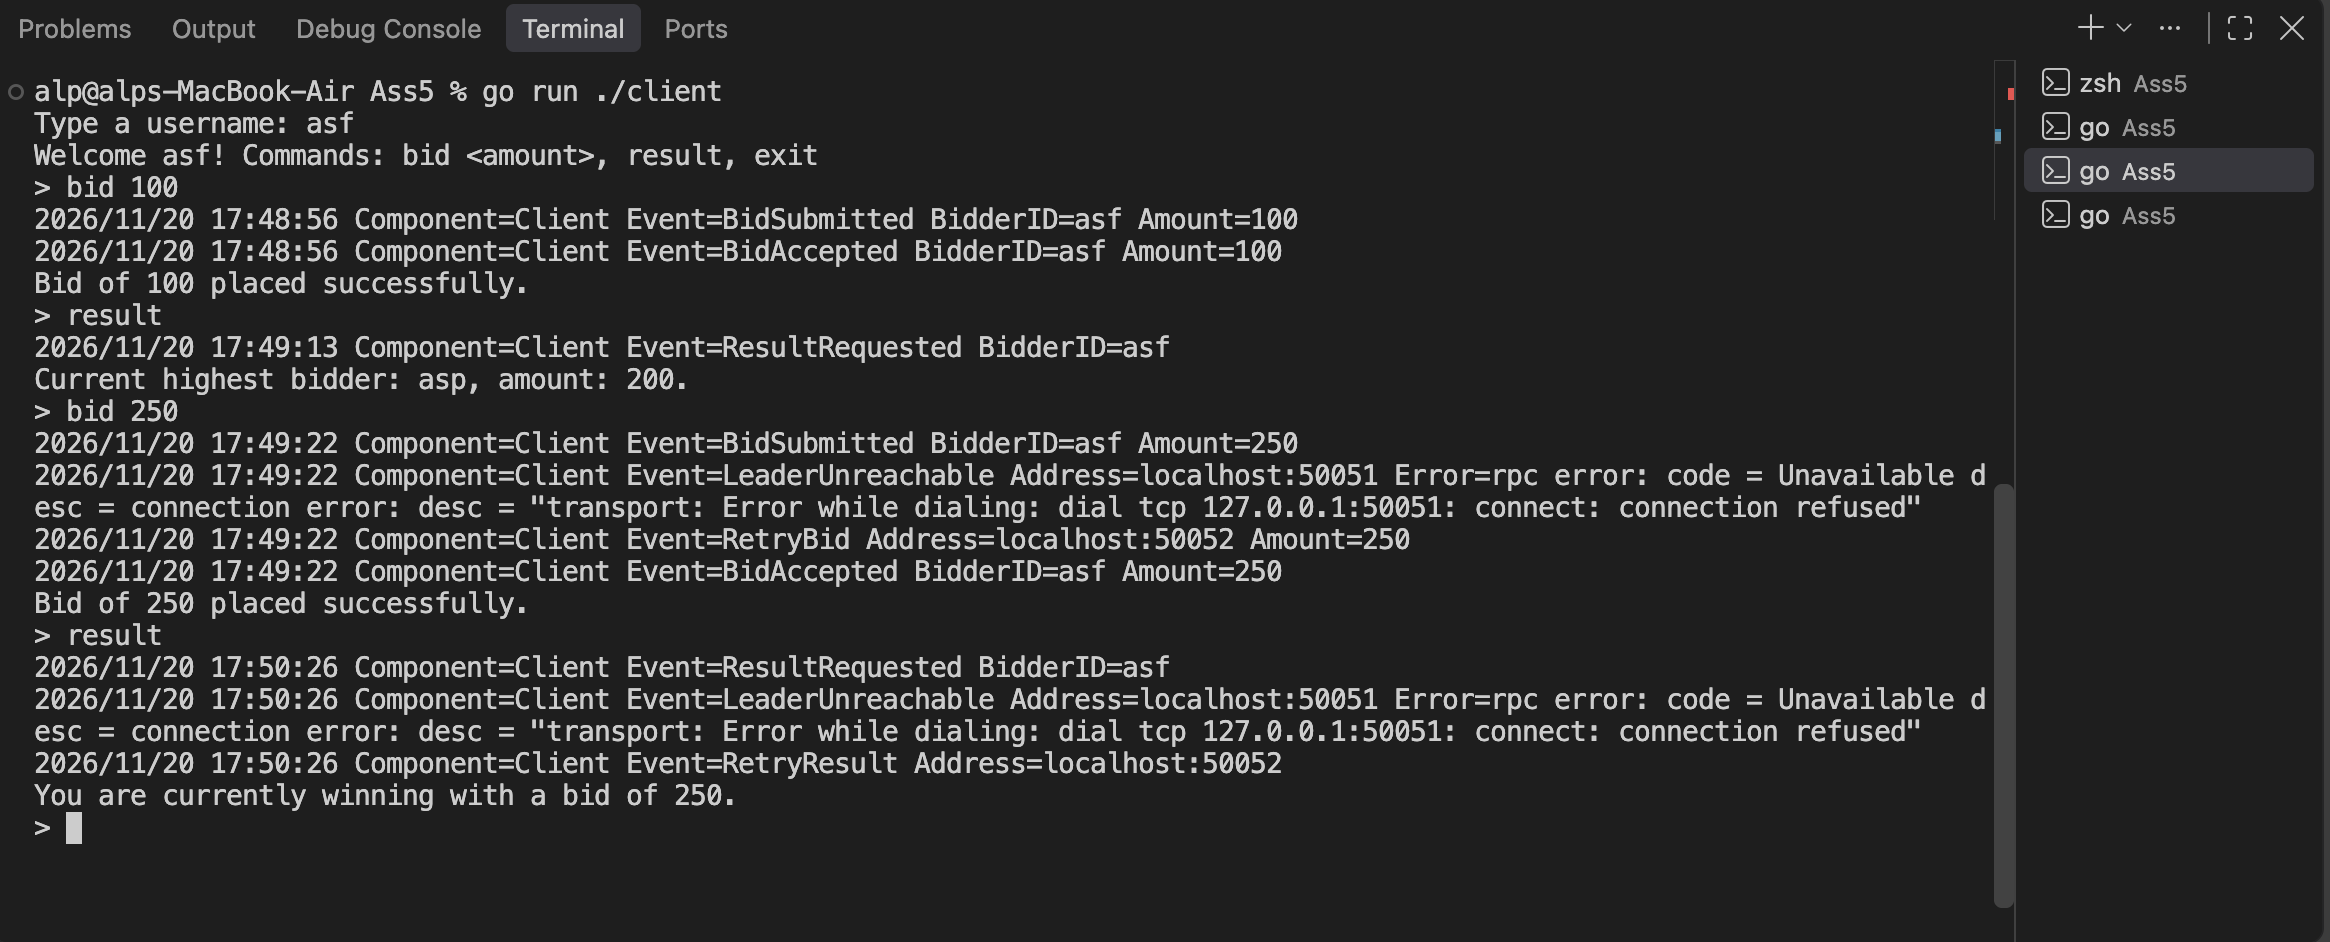 Problems Output Debug Console Terminal Ports
alp@alps-MacBook-Air Ass5 % go run ./client
Type a username: asf
Welcome asf! Commands: bid <amount>, result, exit
> bid 100
2026/11/20 17:48:56 Component=Client Event=BidSubmitted BidderID=asf Amount=100
2026/11/20 17:48:56 Component=Client Event=BidAccepted BidderID=asf Amount=100
Bid of 100 placed successfully.
> result
2026/11/20 17:49:13 Component=Client Event=ResultRequested BidderID=asf
Current highest bidder: asp, amount: 200.
> bid 250
2026/11/20 17:49:22 Component=Client Event=BidSubmitted BidderID=asf Amount=250
2026/11/20 17:49:22 Component=Client Event=LeaderUnreachable Address=localhost:50051 Error=rpc error: code = Unavailable d
esc = connection error: desc = "transport: Error while dialing: dial tcp 127.0.0.1:50051: connect: connection refused"
2026/11/20 17:49:22 Component=Client Event=RetryBid Address=localhost:50052 Amount=250
2026/11/20 17:49:22 Component=Client Event=BidAccepted BidderID=asf Amount=250
Bid of 250 placed successfully.
> result
2026/11/20 17:50:26 Component=Client Event=ResultRequested BidderID=asf
2026/11/20 17:50:26 Component=Client Event=LeaderUnreachable Address=localhost:50051 Error=rpc error: code = Unavailable d
esc = connection error: desc = "transport: Error while dialing: dial tcp 127.0.0.1:50051: connect: connection refused"
2026/11/20 17:50:26 Component=Client Event=RetryResult Address=localhost:50052
You are currently winning with a bid of 250.
>
zsh Ass5
go Ass5
go Ass5
go Ass5